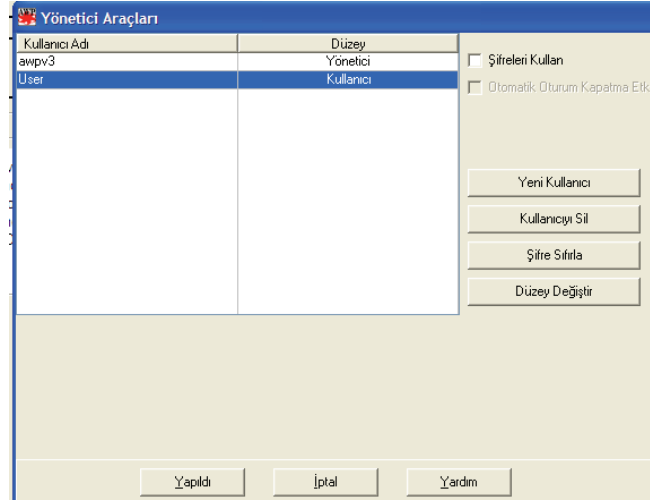 Yönetici Araçları
Kullanıcı Adı Düzey
awpv3 Yönetici
User Kullanıcı
Şifreleri Kullan
Otomatik Oturum Kapatma Etk
Yeni Kullanıcı
Kullanıcıyı Sil
Şifre Sıfırla
Düzey Değiştir
Yapıldı İptal Yardım